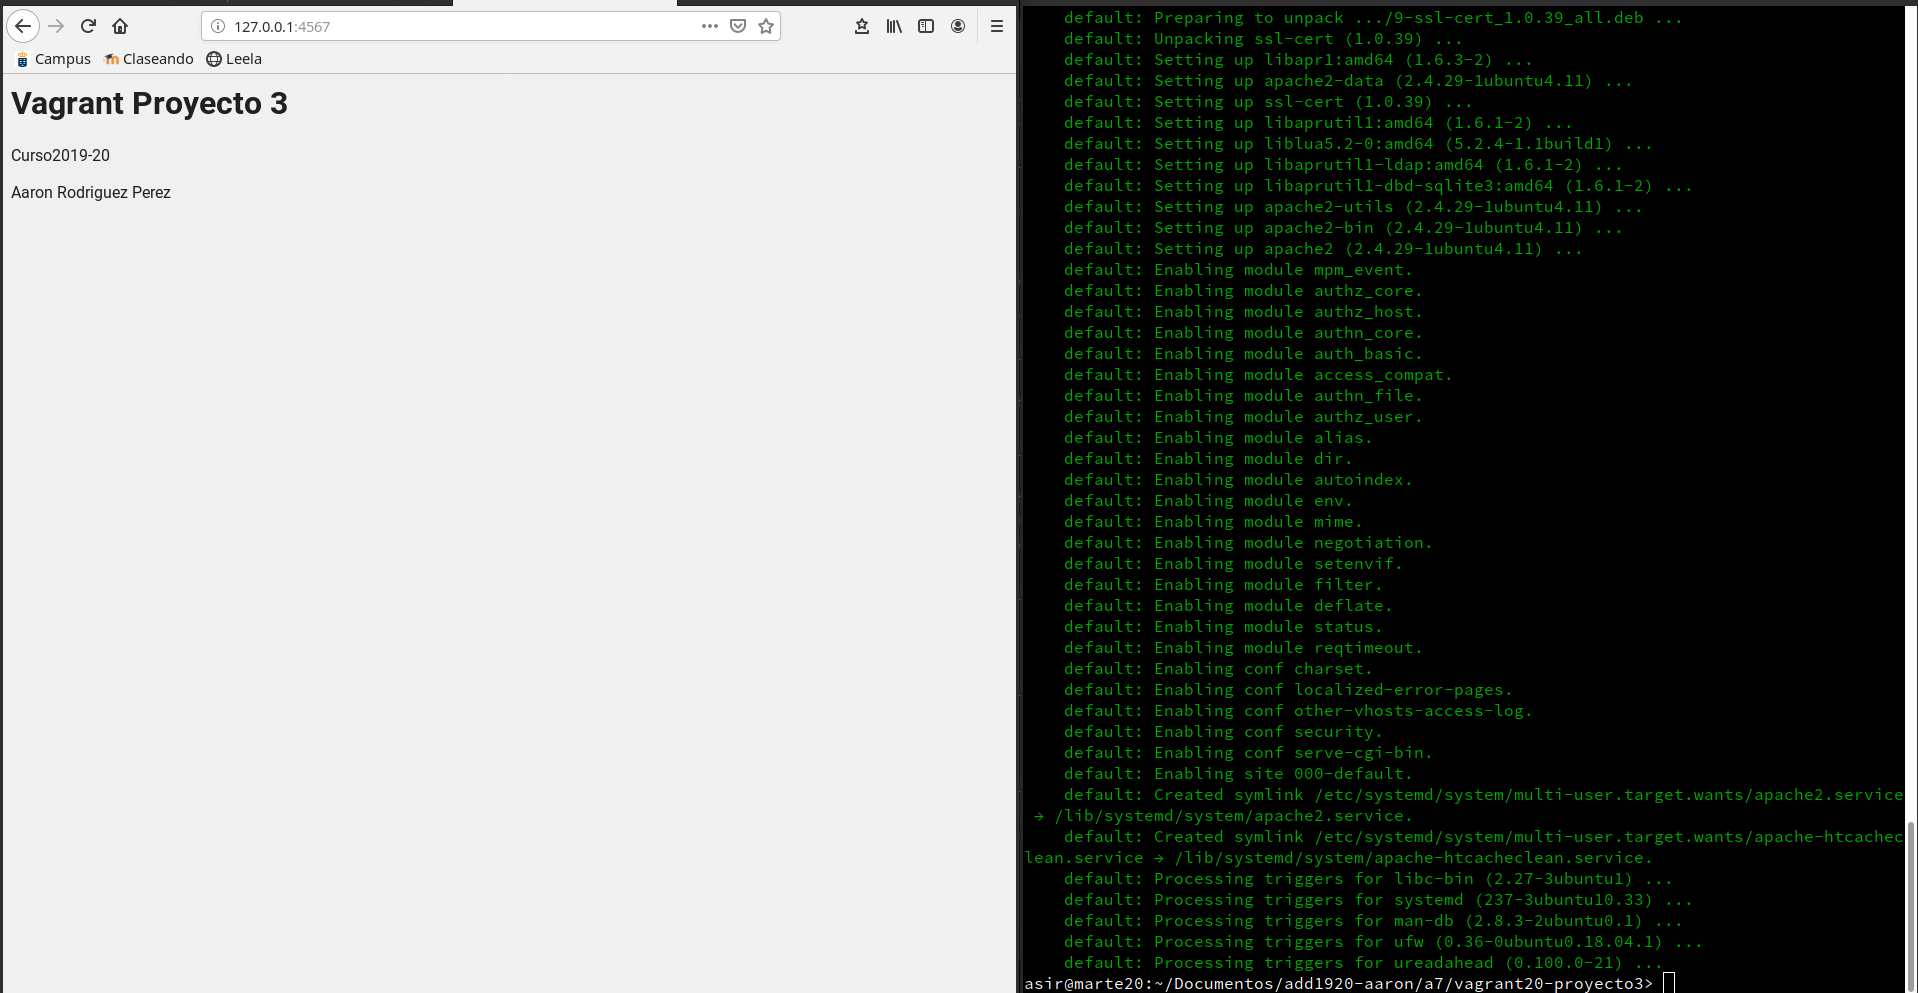 127.0.0.1:4567
Campus Claseando Leela
Vagrant Proyecto 3
Curso2019-20
Aaron Rodriguez Perez
default: Preparing to unpack .../9-ssl-cert_1.0.39_all.deb ...
default: Unpacking ssl-cert (1.0.39) ...
default: Setting up libapr1:amd64 (1.6.3-2) ...
default: Setting up apache2-data (2.4.29-1ubuntu4.11) ...
default: Setting up ssl-cert (1.0.39) ...
default: Setting up libaprutil1:amd64 (1.6.1-2) ...
default: Setting up liblua5.2-0:amd64 (5.2.4-1.1build1) ...
default: Setting up libaprutil1-ldap:amd64 (1.6.1-2) ...
default: Setting up libaprutil1-dbd-sqlite3:amd64 (1.6.1-2) ...
default: Setting up apache2-utils (2.4.29-1ubuntu4.11) ...
default: Setting up apache2-bin (2.4.29-1ubuntu4.11) ...
default: Setting up apache2 (2.4.29-1ubuntu4.11) ...
default: Enabling module mpm_event.
default: Enabling module authz_core.
default: Enabling module authz_host.
default: Enabling module authn_core.
default: Enabling module auth_basic.
default: Enabling module access_compat.
default: Enabling module authn_file.
default: Enabling module authz_user.
default: Enabling module alias.
default: Enabling module dir.
default: Enabling module autoindex.
default: Enabling module env.
default: Enabling module mime.
default: Enabling module negotiation.
default: Enabling module setenvif.
default: Enabling module filter.
default: Enabling module deflate.
default: Enabling module status.
default: Enabling module reqtimeout.
default: Enabling conf charset.
default: Enabling conf localized-error-pages.
default: Enabling conf other-vhosts-access-log.
default: Enabling conf security.
default: Enabling conf serve-cgi-bin.
default: Enabling site 000-default.
default: Created symlink /etc/systemd/system/multi-user.target.wants/apache2.service
→ /lib/systemd/system/apache2.service.
default: Created symlink /etc/systemd/system/multi-user.target.wants/apache-htcachec
lean.service → /lib/systemd/system/apache-htcacheclean.service.
default: Processing triggers for libc-bin (2.27-3ubuntu1) ...
default: Processing triggers for systemd (237-3ubuntu10.33) ...
default: Processing triggers for man-db (2.8.3-2ubuntu0.1) ...
default: Processing triggers for ufw (0.36-0ubuntu0.18.04.1) ...
default: Processing triggers for ureadahead (0.100.0-21) ...
asir@marte20:~/Documentos/add1920-aaron/a7/vagrant20-proyecto3>